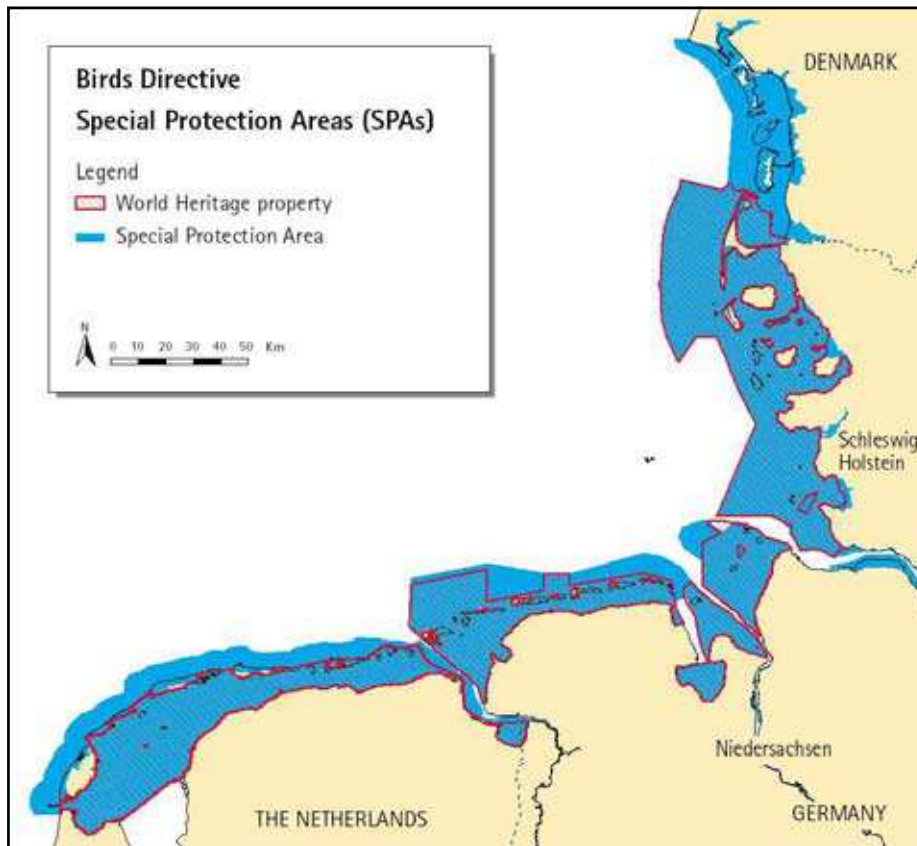 Birds Directive
Special Protection Areas (SPAs)
Legend
World Heritage property
Special Protection Area
N
0 10 20 30 40 50 Km
DENMARK
Schleswig
Holstein
Niedersachsen
GERMANY
THE NETHERLANDS